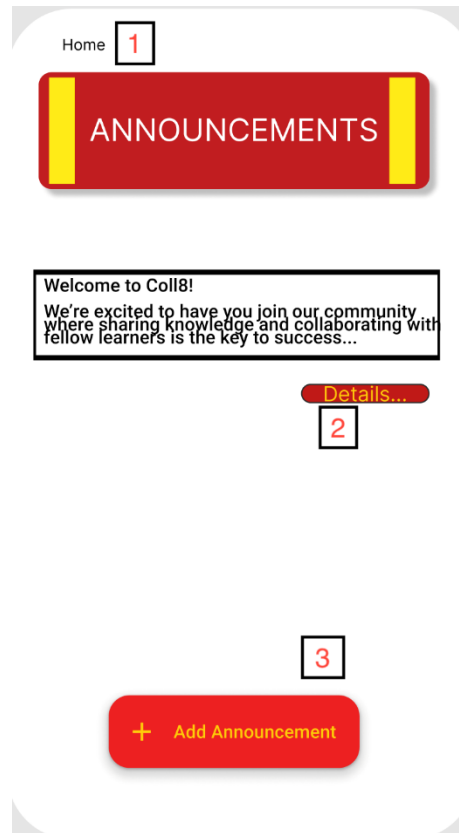 Home 1
ANNOUNCEMENTS
Welcome to Coll8!
We're excited to have you join our community
where sharing knowledge and collaborating with
fellow learners is the key to success...
Details...
2
3
+ Add Announcement